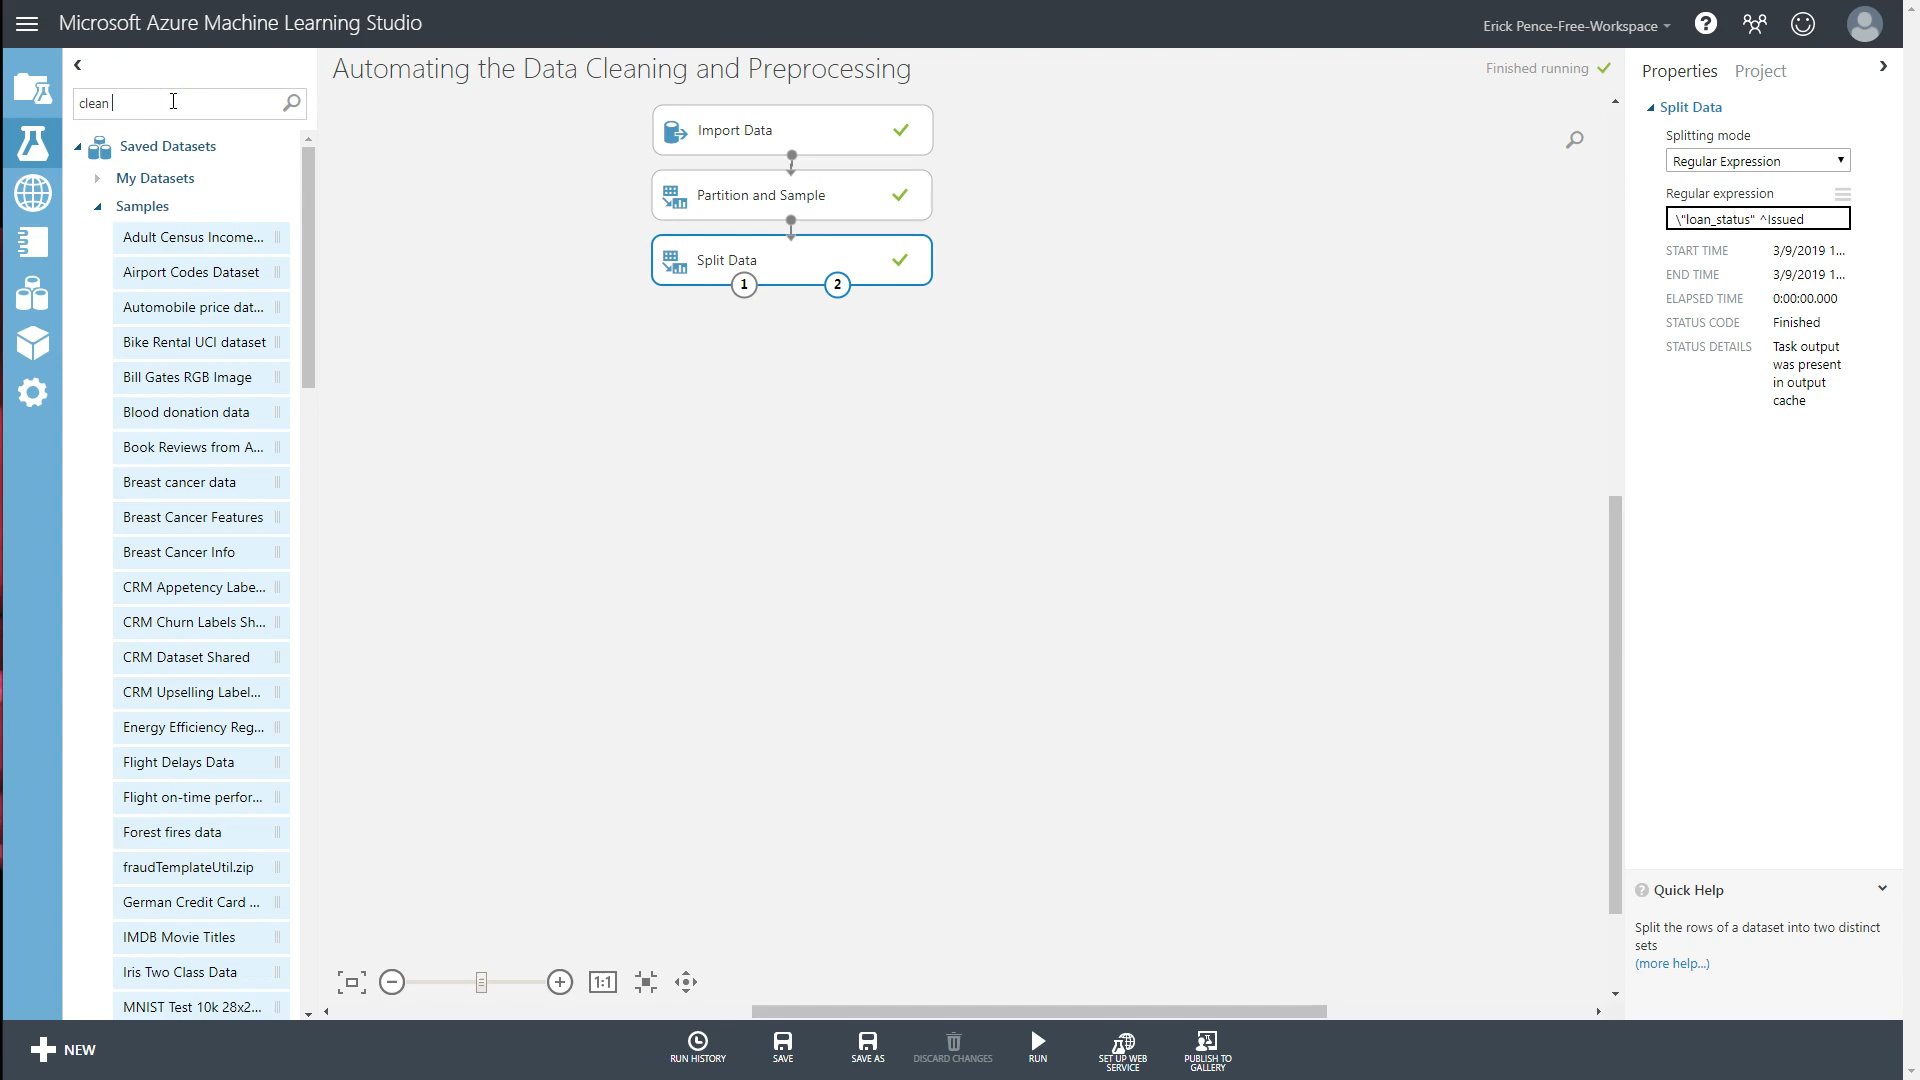 Microsoft Azure Machine Learning Studio
Erick Pence-Free-Workspace
clean
Saved Datasets
My Datasets
Samples
Adult Census Income...
Airport Codes Dataset
Automobile price dat...
Bike Rental UCI dataset
Bill Gates RGB Image
Blood donation data
Book Reviews from A...
Breast cancer data
Breast Cancer Features
Breast Cancer Info
CRM Appetency Labe...
CRM Churn Labels Sh...
CRM Dataset Shared
CRM Upselling Label...
Energy Efficiency Reg...
Flight Delays Data
Flight on-time perfor...
Forest fires data
fraudTemplateUtil.zip
German Credit Card ...
IMDB Movie Titles
Iris Two Class Data
MNIST Test 10k 28x2...
Automating the Data Cleaning and Preprocessing
Finished running
Import Data
Partition and Sample
Split Data
1
2
1:1
Properties
Project
Split Data
Splitting mode
Regular Expression
Regular expression
\"loan_status" ^Issued
START TIME 3/9/2019 1...
END TIME 3/9/2019 1...
ELAPSED TIME 0:00:00.000
STATUS CODE Finished
STATUS DETAILS Task output
was present
in output
cache
? Quick Help
Split the rows of a dataset into two distinct
sets
(more help...)
NEW
RUN HISTORY
SAVE
SAVE AS
DISCARD CHANGES
RUN
SET UP WEB
SERVICE
PUBLISH TO
GALLERY